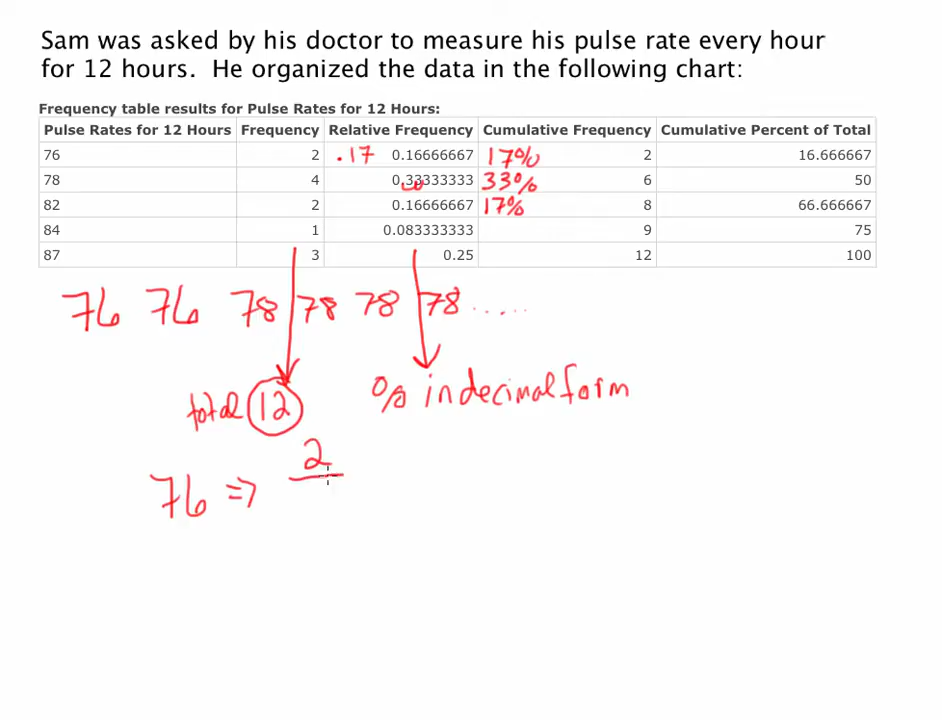 Sam was asked by his doctor to measure his pulse rate every hour
for 12 hours. He organized the data in the following chart:
Frequency table results for Pulse Rates for 12 Hours:
Pulse Rates for 12 Hours Frequency Relative Frequency Cumulative Frequency Cumulative Percent of Total
76 2 .17 0.16666667 17% 2 16.666667
78 4 0.33333333 33% 6 50
82 2 0.16666667 17% 8 66.666667
84 1 0.083333333 9 75
87 3 0.25 12 100
76 76 78 78 78 78 ......
total 12 % in decimal form
76 => 2